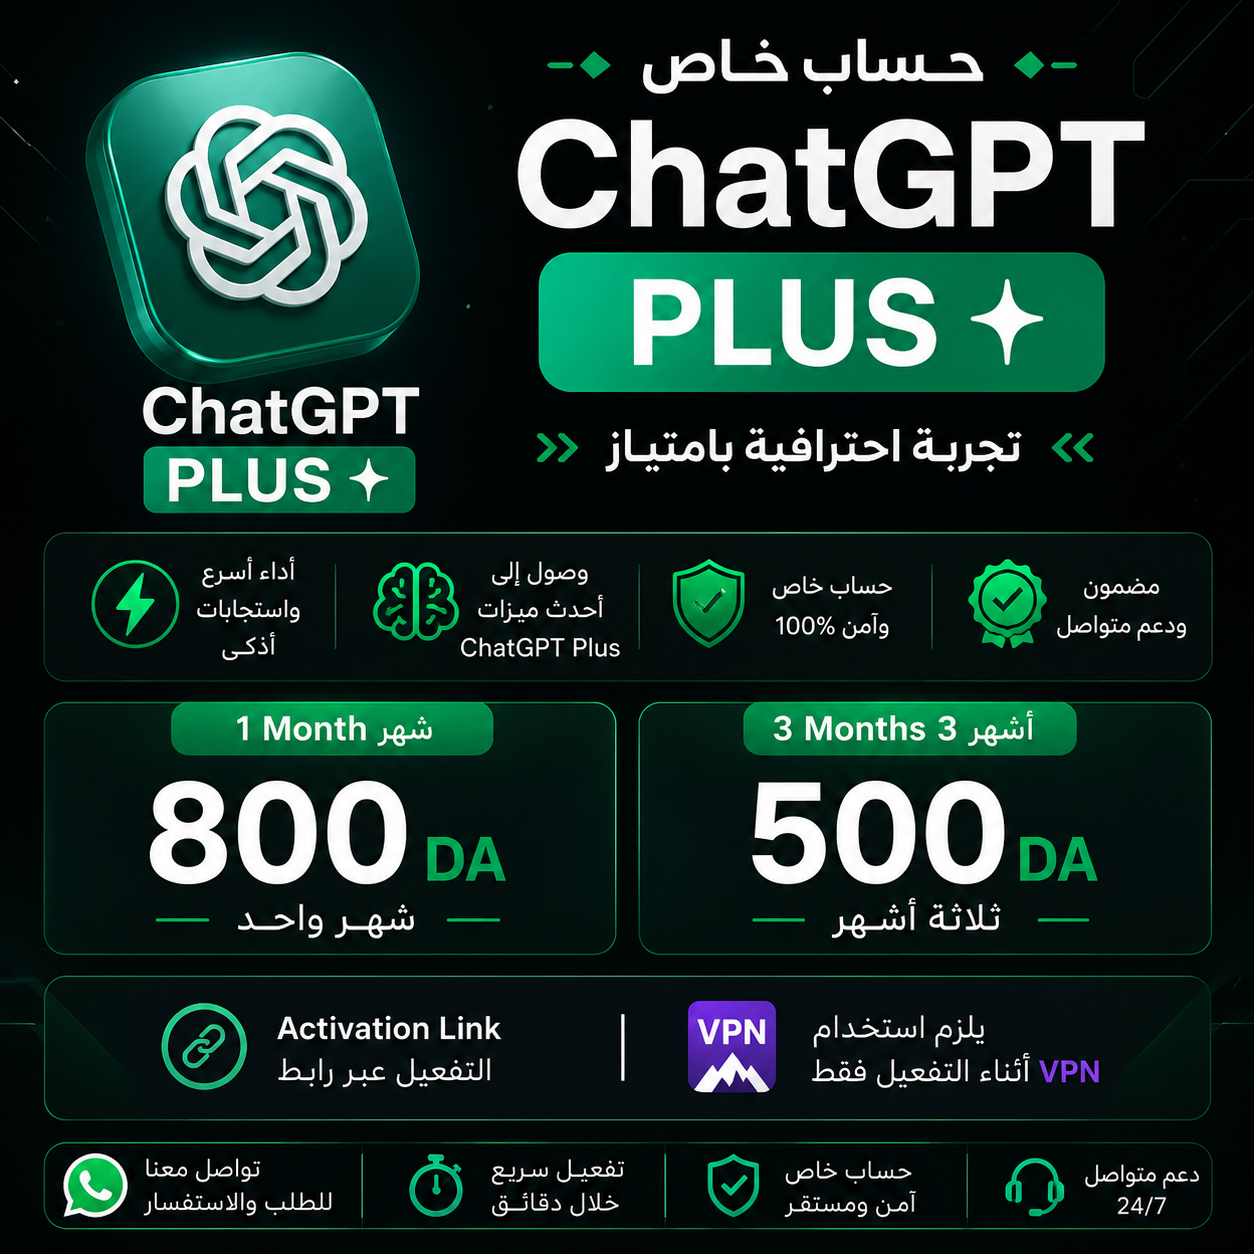 حساب خاص
ChatGPT
PLUS
تجربة احترافية بامتياز
ChatGPT
PLUS
مضمون
ودعم متواصل
حساب خاص
وآمن 100%
وصول إلى
أحدث ميزات
ChatGPT Plus
أداء أسرع
واستجابات
أذكى
3 Months 3 أشهر
500 DA
ثلاثة أشهر
1 Month شهر
800 DA
شهر واحد
يلزم استخدام
VPN أثناء التفعيل فقط
VPN
Activation Link
التفعيل عبر رابط
دعم متواصل
24/7
حساب خاص
آمن ومستقر
تفعيل سريع
خلال دقائق
تواصل معنا
للطلب والاستفسار